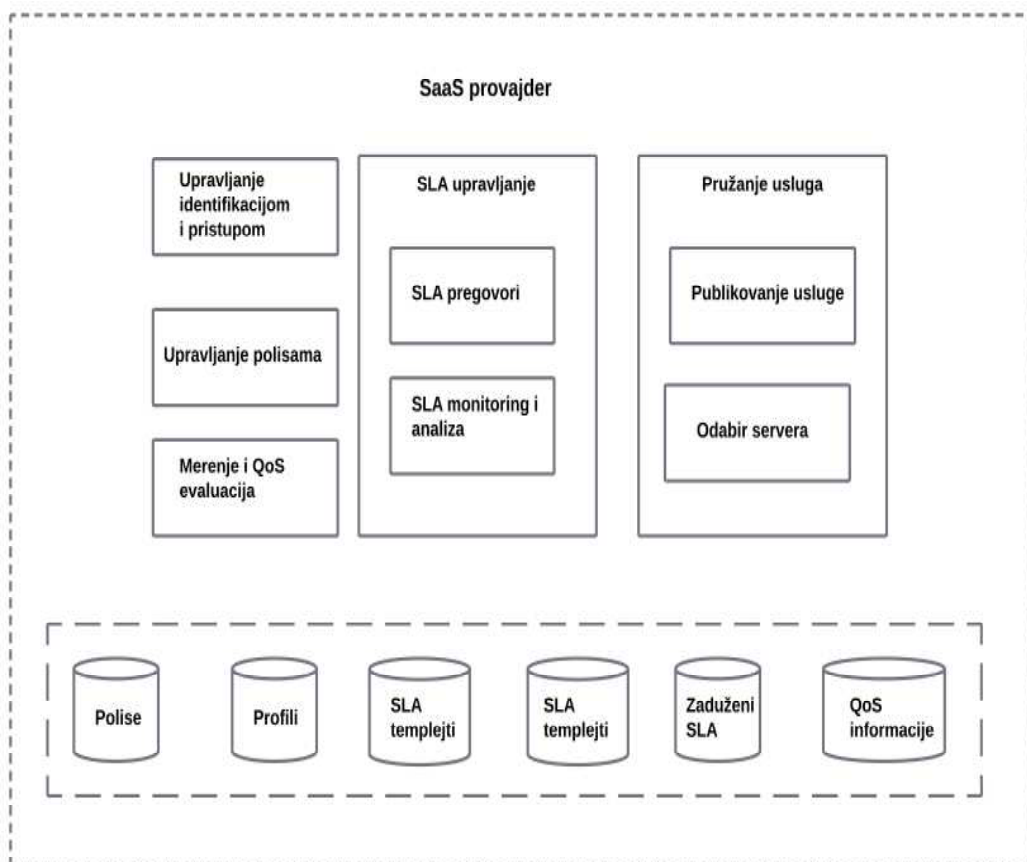 SaaS provajder
Upravljanje
identifikacijom
i pristupom
Upravljanje polisama
Merenje i QoS
evaluacija
SLA upravljanje
SLA pregovori
SLA monitoring i
analiza
Pružanje usluga
Publikovanje usluge
Odabir servera
Polise
Profili
SLA
templejti
SLA
templejti
Zaduženi
SLA
QoS
informacije